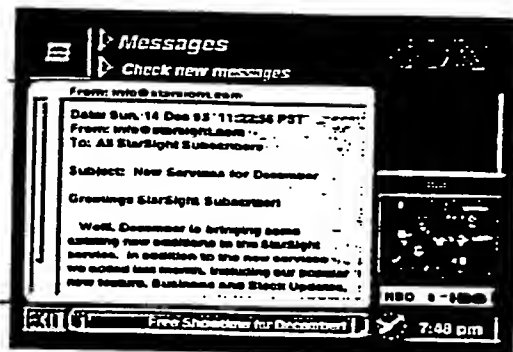 Messages
Check new messages
From: info@starsight.com
Date: Sun, 14 Dec 93 11:22:56 PST
From: info@starsight.com
To: All StarSight Subscribers
Subject: New Services for December
Greetings StarSight Subscriber!
Well, December is bringing some
exciting new additions to the StarSight
service. In addition to the new services
we added last month, including our popular
new feature, Business and Stock Updates,
HBO
EXIT Free Showtime for December! 7:48 pm